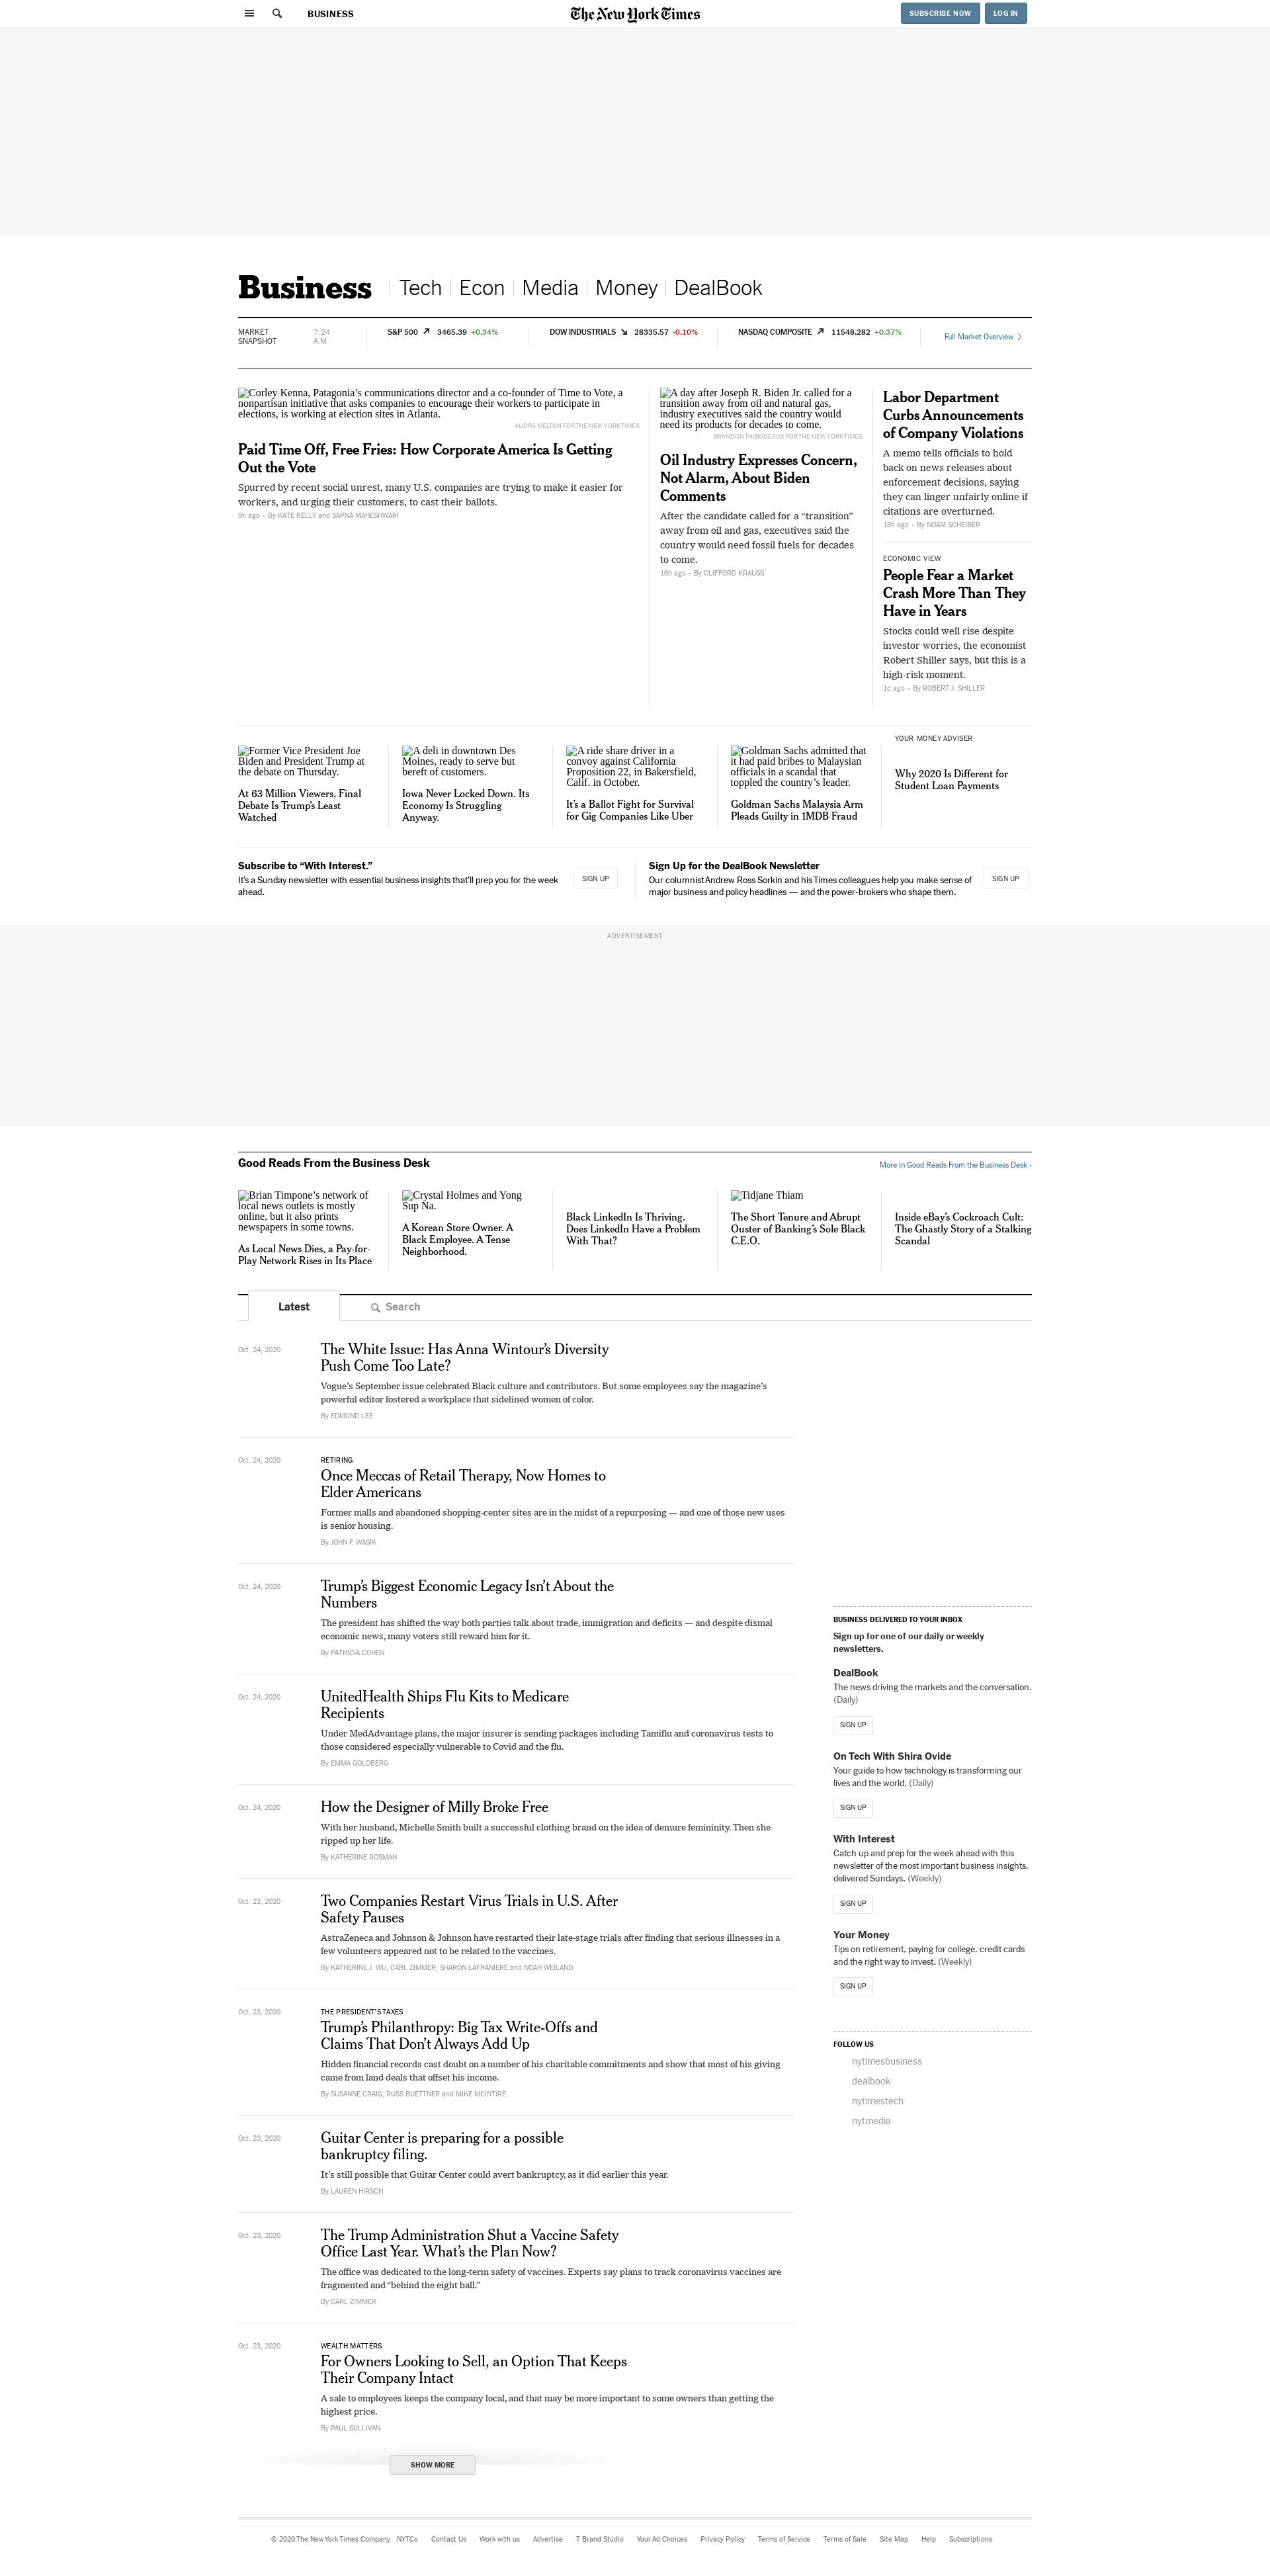 BUSINESS
The New York Times
SUBSCRIBE NOW
LOG IN
Business
Tech
Econ
Media
Money
DealBook
MARKET
SNAPSHOT
7:24
A.M.
S&P 500 3465.39 +0.34%
DOW INDUSTRIALS 28335.57 -0.10%
NASDAQ COMPOSITE 11548.282 +0.37%
Full Market Overview
Corley Kenna, Patagonia’s communications director and a co-founder of Time to Vote, a
nonpartisan initiative that asks companies to encourage their workers to participate in
elections, is working at election sites in Atlanta.
AUDRA MELTON FOR THE NEW YORK TIMES
Paid Time Off, Free Fries: How Corporate America Is Getting
Out the Vote
Spurred by recent social unrest, many U.S. companies are trying to make it easier for
workers, and urging their customers, to cast their ballots.
9h ago - By KATE KELLY and SAPNA MAHESHWARI
A day after Joseph R. Biden Jr. called for a
transition away from oil and natural gas,
industry executives said the country would
need its products for decades to come.
BRANDON THIBODEAUX FOR THE NEW YORK TIMES
Oil Industry Expresses Concern,
Not Alarm, About Biden
Comments
After the candidate called for a “transition”
away from oil and gas, executives said the
country would need fossil fuels for decades
to come.
16h ago - By CLIFFORD KRAUSS
Labor Department
Curbs Announcements
of Company Violations
A memo tells officials to hold
back on news releases about
enforcement decisions, saying
they can linger unfairly online if
citations are overturned.
18h ago - By NOAM SCHEIBER
ECONOMIC VIEW
People Fear a Market
Crash More Than They
Have in Years
Stocks could well rise despite
investor worries, the economist
Robert Shiller says, but this is a
high-risk moment.
1d ago - By ROBERT J. SHILLER
Former Vice President Joe
Biden and President Trump at
the debate on Thursday.
At 63 Million Viewers, Final
Debate Is Trump’s Least
Watched
A deli in downtown Des
Moines, ready to serve but
bereft of customers.
Iowa Never Locked Down. Its
Economy Is Struggling
Anyway.
A ride share driver in a
convoy against California
Proposition 22, in Bakersfield,
Calif. in October.
It’s a Ballot Fight for Survival
for Gig Companies Like Uber
Goldman Sachs admitted that
it had paid bribes to Malaysian
officials in a scandal that
toppled the country’s leader.
Goldman Sachs Malaysia Arm
Pleads Guilty in 1MDB Fraud
YOUR MONEY ADVISER
Why 2020 Is Different for
Student Loan Payments
Subscribe to “With Interest.”
It’s a Sunday newsletter with essential business insights that’ll prep you for the week
ahead.
SIGN UP
Sign Up for the DealBook Newsletter
Our columnist Andrew Ross Sorkin and his Times colleagues help you make sense of
major business and policy headlines — and the power-brokers who shape them.
SIGN UP
ADVERTISEMENT
Good Reads From the Business Desk
More in Good Reads From the Business Desk ›
Brian Timpone’s network of
local news outlets is mostly
online, but it also prints
newspapers in some towns.
As Local News Dies, a Pay-for-
Play Network Rises in Its Place
Crystal Holmes and Yong
Sup Na.
A Korean Store Owner. A
Black Employee. A Tense
Neighborhood.
Black LinkedIn Is Thriving.
Does LinkedIn Have a Problem
With That?
Tidjane Thiam
The Short Tenure and Abrupt
Ouster of Banking’s Sole Black
C.E.O.
Inside eBay’s Cockroach Cult:
The Ghastly Story of a Stalking
Scandal
Latest
Search
Oct. 24, 2020
The White Issue: Has Anna Wintour’s Diversity
Push Come Too Late?
Vogue’s September issue celebrated Black culture and contributors. But some employees say the magazine’s
powerful editor fostered a workplace that sidelined women of color.
By EDMUND LEE
Oct. 24, 2020
RETIRING
Once Meccas of Retail Therapy, Now Homes to
Elder Americans
Former malls and abandoned shopping-center sites are in the midst of a repurposing — and one of those new uses
is senior housing.
By JOHN F. WASIK
Oct. 24, 2020
Trump’s Biggest Economic Legacy Isn’t About the
Numbers
The president has shifted the way both parties talk about trade, immigration and deficits — and despite dismal
economic news, many voters still reward him for it.
By PATRICIA COHEN
Oct. 24, 2020
UnitedHealth Ships Flu Kits to Medicare
Recipients
Under MedAdvantage plans, the major insurer is sending packages including Tamiflu and coronavirus tests to
those considered especially vulnerable to Covid and the flu.
By EMMA GOLDBERG
Oct. 24, 2020
How the Designer of Milly Broke Free
With her husband, Michelle Smith built a successful clothing brand on the idea of demure femininity. Then she
ripped up her life.
By KATHERINE ROSMAN
Oct. 23, 2020
Two Companies Restart Virus Trials in U.S. After
Safety Pauses
AstraZeneca and Johnson & Johnson have restarted their late-stage trials after finding that serious illnesses in a
few volunteers appeared not to be related to the vaccines.
By KATHERINE J. WU, CARL ZIMMER, SHARON LAFRANIERE and NOAH WEILAND
Oct. 23, 2020
THE PRESIDENT’S TAXES
Trump’s Philanthropy: Big Tax Write-Offs and
Claims That Don’t Always Add Up
Hidden financial records cast doubt on a number of his charitable commitments and show that most of his giving
came from land deals that offset his income.
By SUSANNE CRAIG, RUSS BUETTNER and MIKE MCINTIRE
Oct. 23, 2020
Guitar Center is preparing for a possible
bankruptcy filing.
It’s still possible that Guitar Center could avert bankruptcy, as it did earlier this year.
By LAUREN HIRSCH
Oct. 23, 2020
The Trump Administration Shut a Vaccine Safety
Office Last Year. What’s the Plan Now?
The office was dedicated to the long-term safety of vaccines. Experts say plans to track coronavirus vaccines are
fragmented and “behind the eight ball.”
By CARL ZIMMER
Oct. 23, 2020
WEALTH MATTERS
For Owners Looking to Sell, an Option That Keeps
Their Company Intact
A sale to employees keeps the company local, and that may be more important to some owners than getting the
highest price.
By PAUL SULLIVAN
SHOW MORE
BUSINESS DELIVERED TO YOUR INBOX
Sign up for one of our daily or weekly
newsletters.
DealBook
The news driving the markets and the conversation.
(Daily)
SIGN UP
On Tech With Shira Ovide
Your guide to how technology is transforming our
lives and the world. (Daily)
SIGN UP
With Interest
Catch up and prep for the week ahead with this
newsletter of the most important business insights,
delivered Sundays. (Weekly)
SIGN UP
Your Money
Tips on retirement, paying for college, credit cards
and the right way to invest. (Weekly)
SIGN UP
FOLLOW US
nytimesbusiness
dealbook
nytimestech
nytmedia
© 2020 The New York Times Company NYTCo Contact Us Work with us Advertise T Brand Studio Your Ad Choices Privacy Policy Terms of Service Terms of Sale Site Map Help Subscriptions